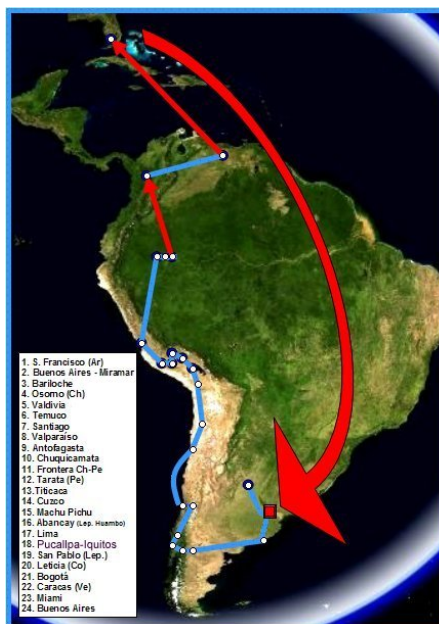 1. S. Francisco (Ar)
2. Buenos Aires - Miramar
3. Bariloche
4. Osorno (Ch)
5. Valdivia
6. Temuco
7. Santiago
8. Valparaíso
9. Antofagasta
10. Chuquicamata
11. Frontera Ch-Pe
12. Tarata (Pe)
13. Titicaca
14. Cuzco
15. Machu Pichu
16. Abancay (Lep. Huambo)
17. Lima
18. Pucallpa-Iquitos
19. San Pablo (Lep.)
20. Leticia (Co)
21. Bogotá
22. Caracas (Ve)
23. Miami
24. Buenos Aires